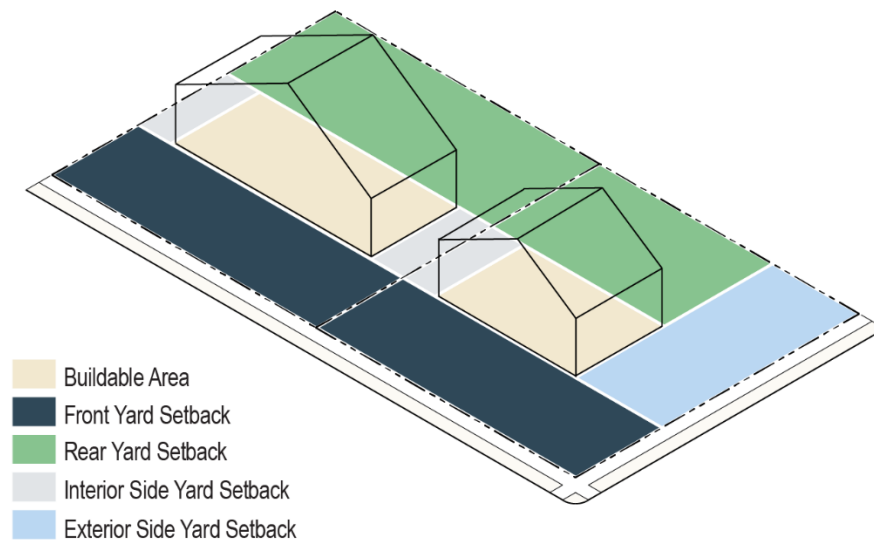 Buildable Area
Front Yard Setback
Rear Yard Setback
Interior Side Yard Setback
Exterior Side Yard Setback